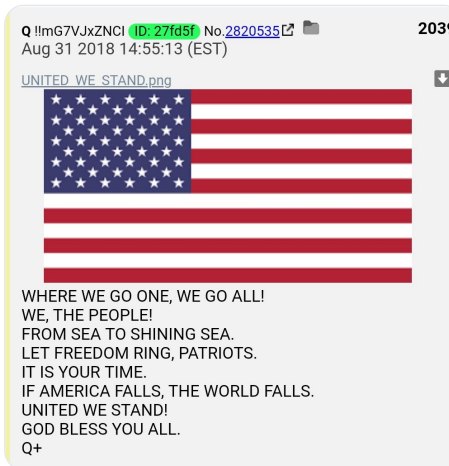 Q !!mG7VJxZNCI ID: 27fd5f No.2820535 2039
Aug 31 2018 14:55:13 (EST)
UNITED_WE_STAND.png
WHERE WE GO ONE, WE GO ALL!
WE, THE PEOPLE!
FROM SEA TO SHINING SEA.
LET FREEDOM RING, PATRIOTS.
IT IS YOUR TIME.
IF AMERICA FALLS, THE WORLD FALLS.
UNITED WE STAND!
GOD BLESS YOU ALL.
Q+